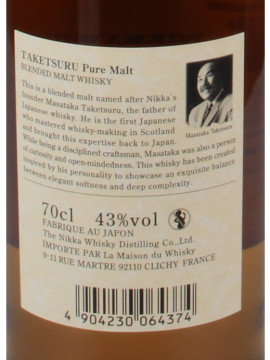 TAKETSURU Pure Malt
BLENDED MALT WHISKY
This is a blended malt named after Nikka's
founder Masataka Taketsuru, the father of
Japanese whisky. He is the first Japanese
who mastered whisky-making in Scotland
and brought this expertise back to Japan.
While being a disciplined craftsman, Masataka was also a person
of curiosity and open-mindedness. This whisky has been created
inspired by his personality to showcase an exquisite balance
between elegant softness and deep complexity.
Masataka Taketsuru
70cl 43%vol
FABRIQUE AU JAPON
The Nikka Whisky Distilling Co.,Ltd.
IMPORTE PAR La Maison du Whisky
9-11 RUE MARTRE 92110 CLICHY FRANCE
4 904230 064374